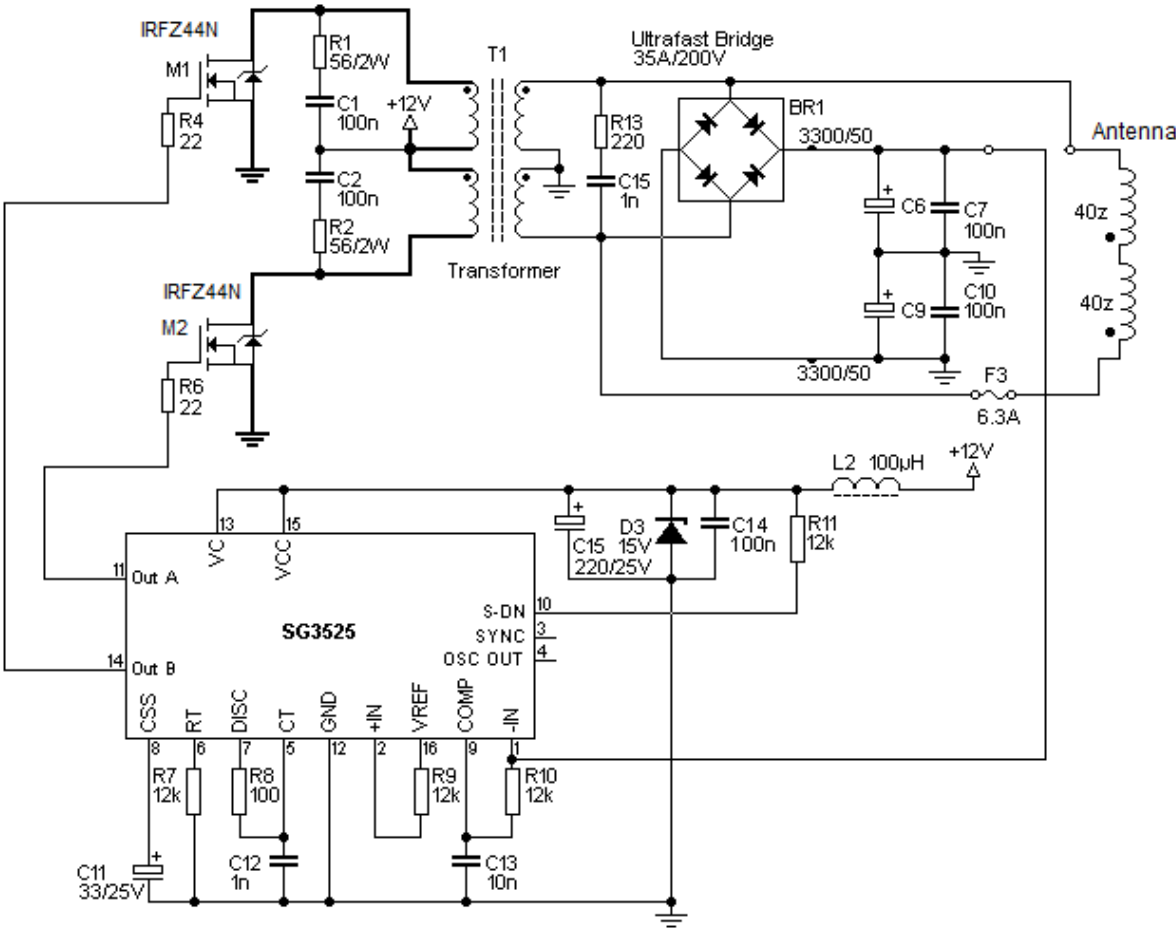 IRFZ44N
M1
R4
22
R1
56/2W
C1
100n
+12V
C2
100n
R2
56/2W
T1
Transformer
Ultrafast Bridge
35A/200V
R13
220
C15
1n
BR1
3300/50
+
C6
C7
100n
+
C9
C10
100n
3300/50
Antenna
40z
40z
F3
6.3A
IRFZ44N
M2
R6
22
L2 100µH
+12V
+
C15
220/25V
D3
15V
C14
100n
R11
12k
13
15
VC
VCC
11
Out A
14
Out B
SG3525
S-DN
10
SYNC
3
OSC OUT
4
CSS
RT
DISC
CT
GND
+IN
VREF
COMP
-IN
8
6
7
5
12
2
16
9
1
R7
12k
R8
100
R9
12k
R10
12k
C11
33/25V
+
C12
1n
C13
10n